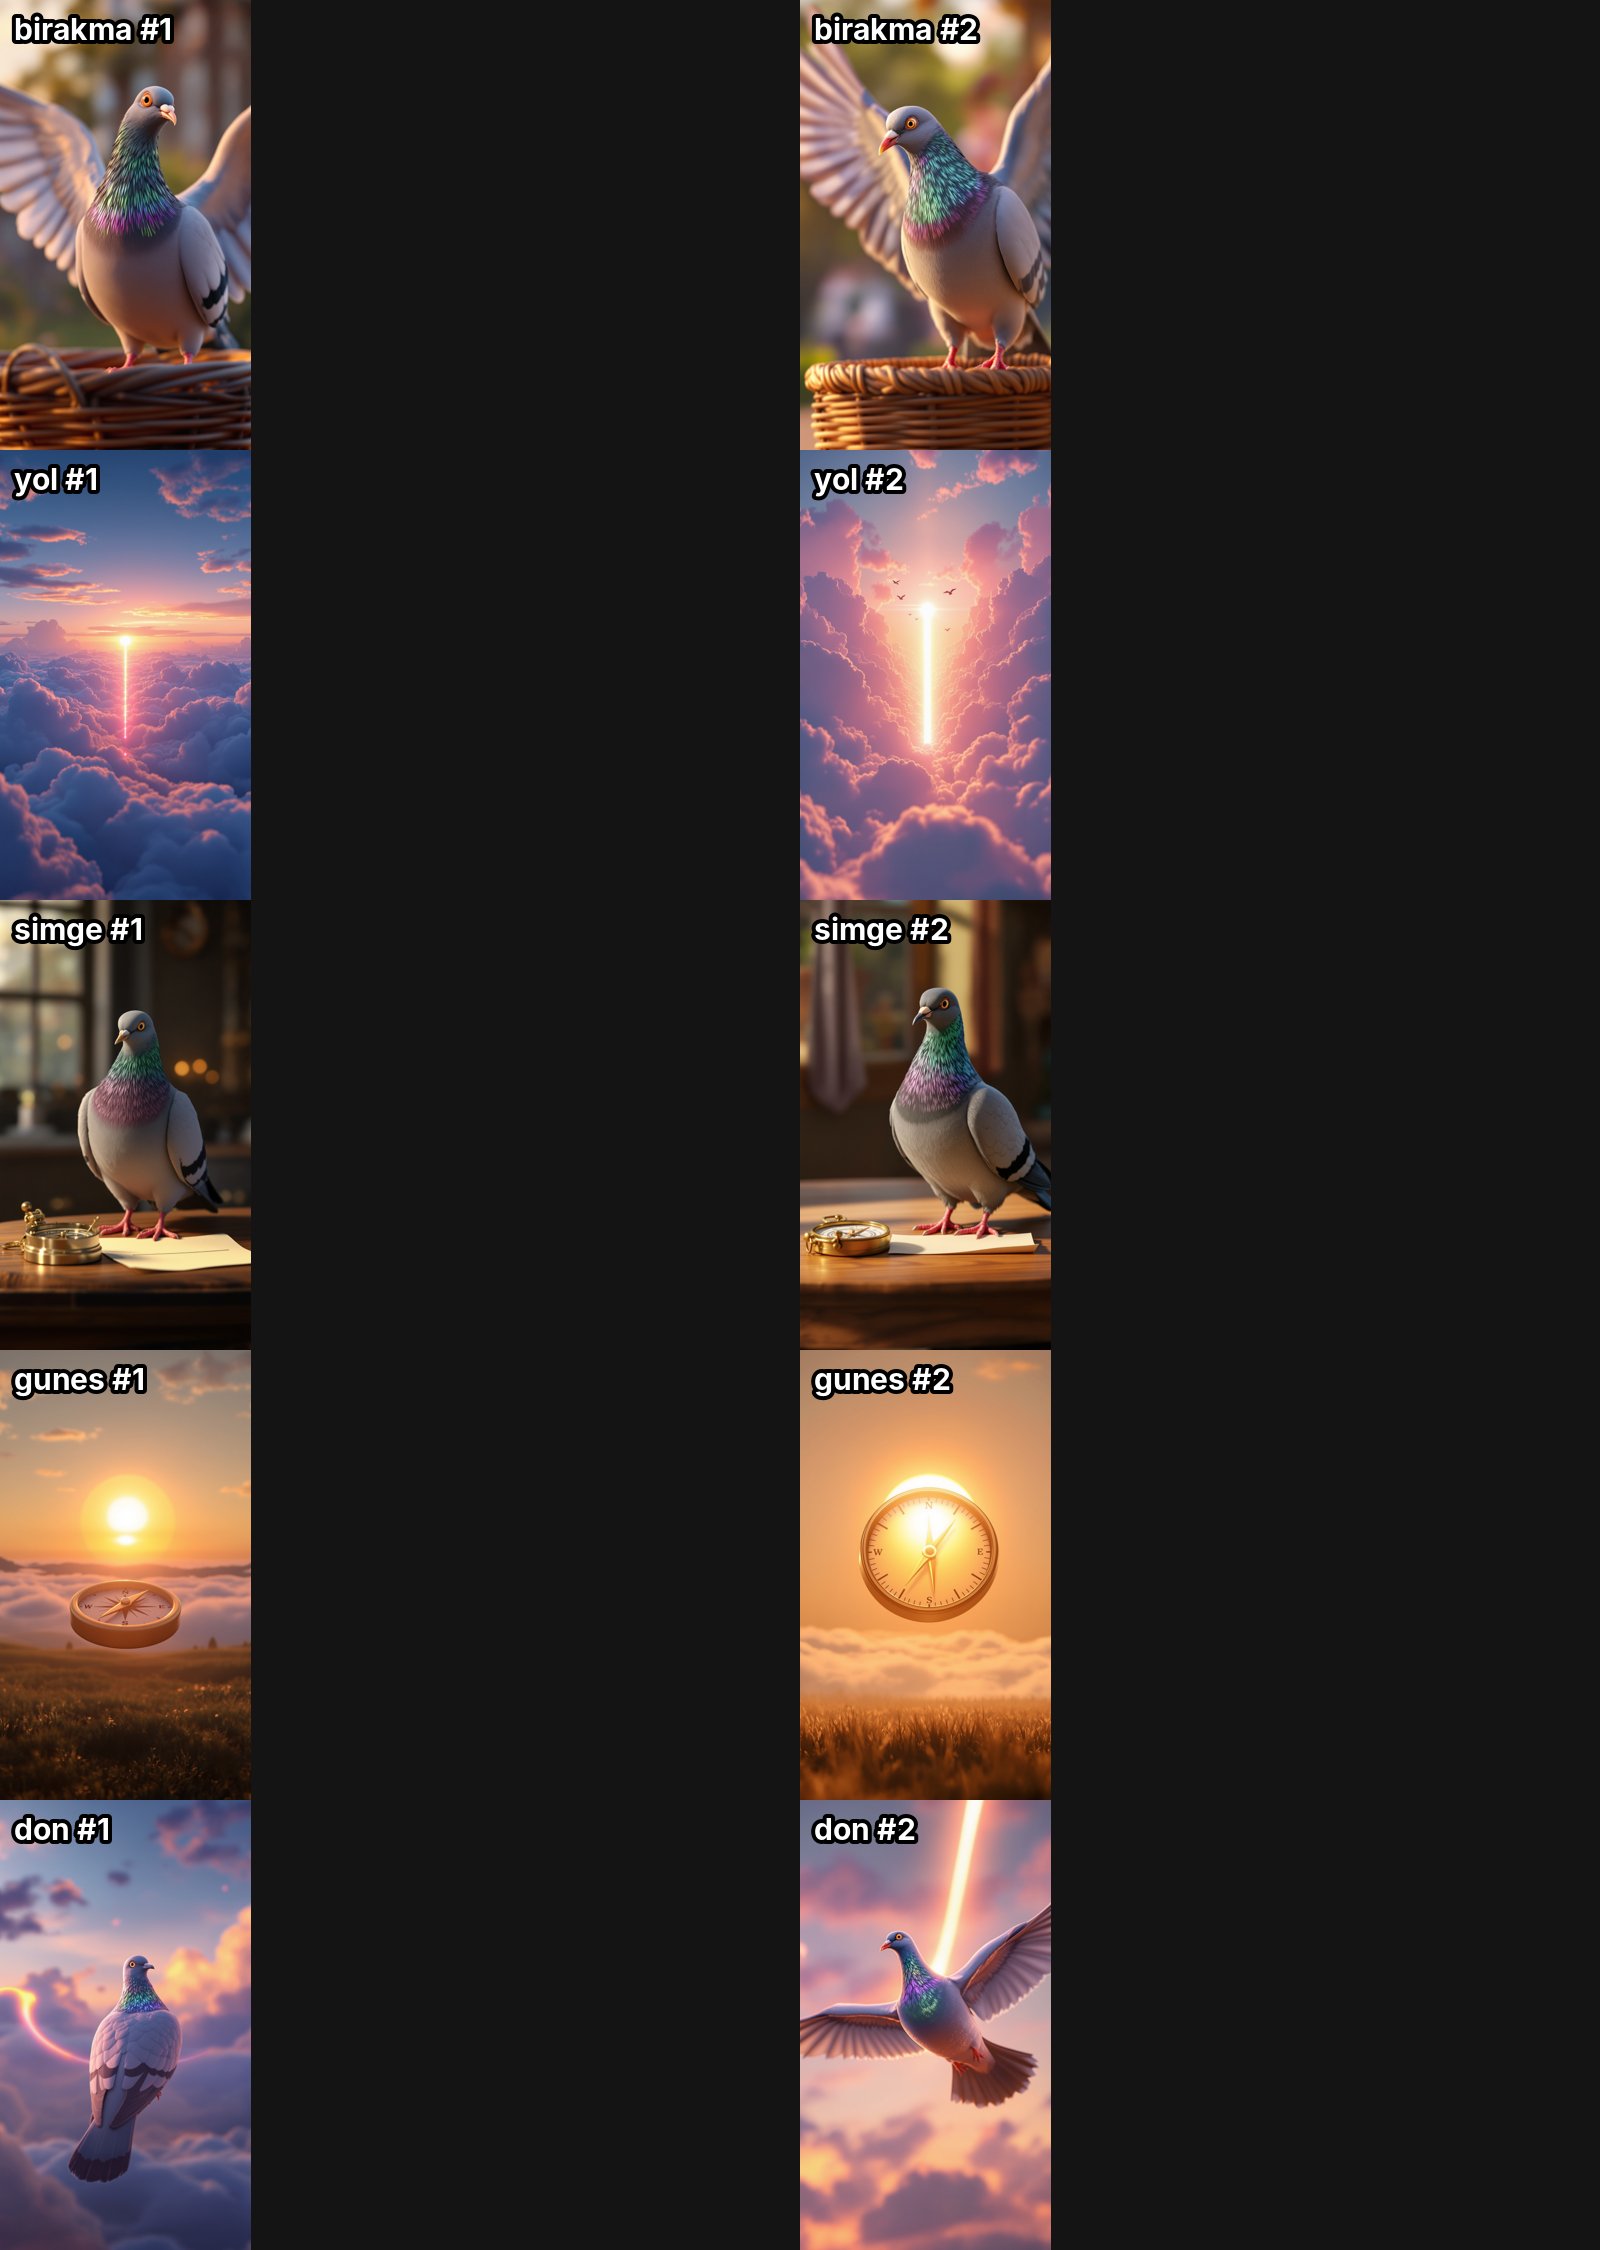 birakma #1
birakma #2
yol #1
yol #2
simge #1
simge #2
gunes #1
gunes #2
N
W
E
S
N
W
E
S
don #1
don #2